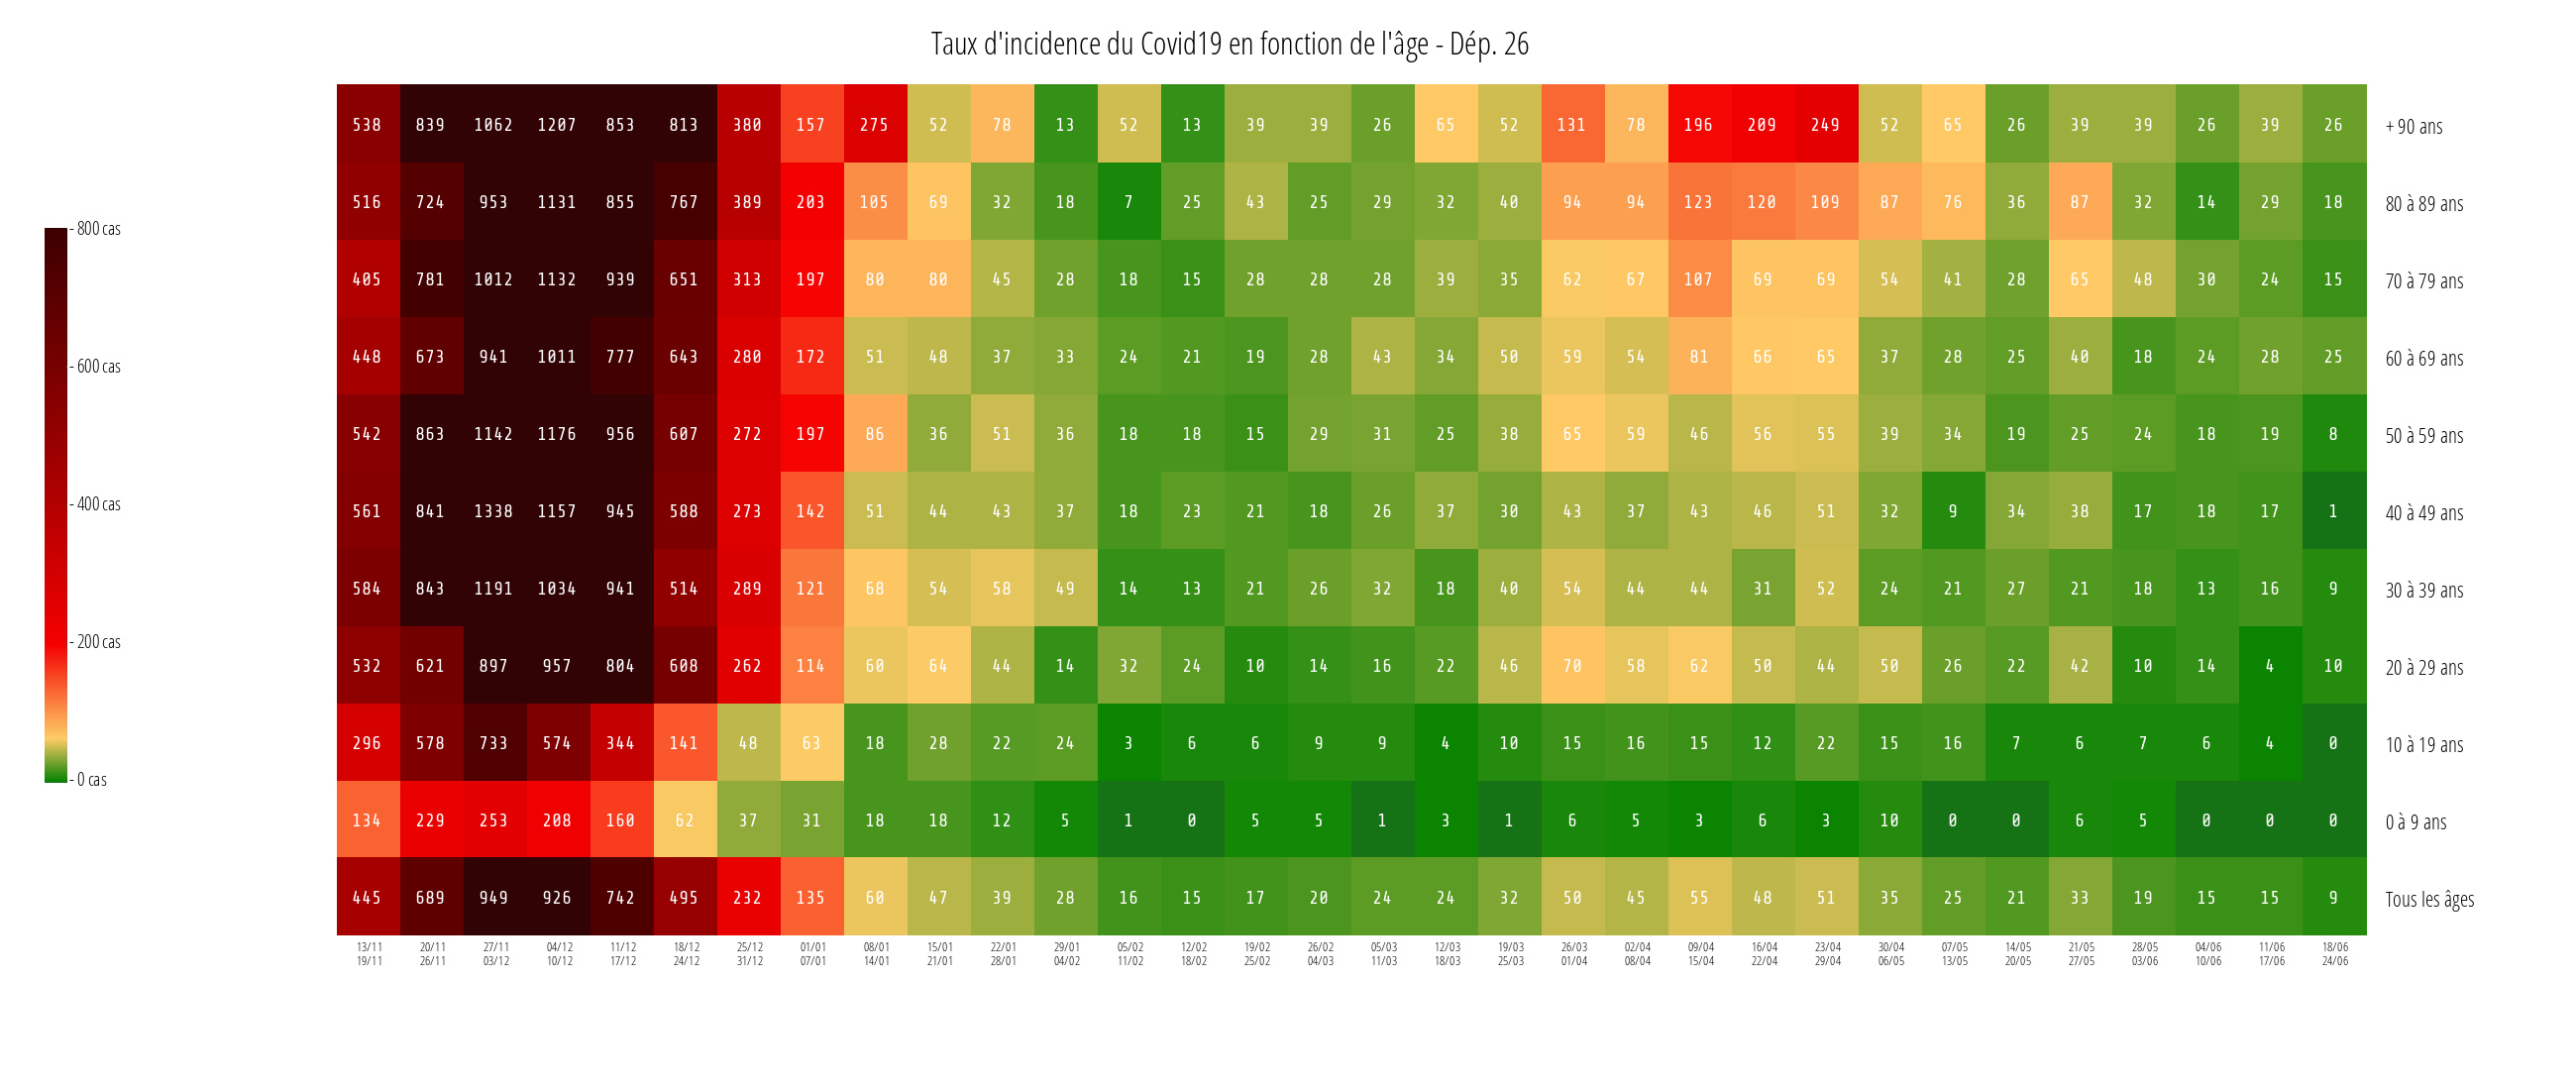 Taux d'incidence du Covid19 en fonction de l'âge - Dép. 26
- 800 cas
- 600 cas
- 400 cas
- 200 cas
- 0 cas
538 839 1062 1207 853 813 380 157 275 52 78 13 52 13 39 39 26 65 52 131 78 196 209 249 52 65 26 39 39 26 39 26 + 90 ans
516 724 953 1131 855 767 389 203 105 69 32 18 7 25 43 25 29 32 40 94 94 123 120 109 87 76 36 87 32 14 29 18 80 à 89 ans
405 781 1012 1132 939 651 313 197 80 80 45 28 18 15 28 28 28 39 35 62 67 107 69 69 54 41 28 65 48 30 24 15 70 à 79 ans
448 673 941 1011 777 643 280 172 51 48 37 33 24 21 19 28 43 34 50 59 54 81 66 65 37 28 25 40 18 24 28 25 60 à 69 ans
542 863 1142 1176 956 607 272 197 86 36 51 36 18 18 15 29 31 25 38 65 59 46 56 55 39 34 19 25 24 18 19 8 50 à 59 ans
561 841 1338 1157 945 588 273 142 51 44 43 37 18 23 21 18 26 37 30 43 37 43 46 51 32 9 34 38 17 18 17 1 40 à 49 ans
584 843 1191 1034 941 514 289 121 68 54 58 49 14 13 21 26 32 18 40 54 44 44 31 52 24 21 27 21 18 13 16 9 30 à 39 ans
532 621 897 957 804 608 262 114 60 64 44 14 32 24 10 14 16 22 46 70 58 62 50 44 50 26 22 42 10 14 4 10 20 à 29 ans
296 578 733 574 344 141 48 63 18 28 22 24 3 6 6 9 9 4 10 15 16 15 12 22 15 16 7 6 7 6 4 0 10 à 19 ans
134 229 253 208 160 62 37 31 18 18 12 5 1 0 5 5 1 3 1 6 5 3 6 3 10 0 0 6 5 0 0 0 0 à 9 ans
445 689 949 926 742 495 232 135 60 47 39 28 16 15 17 20 24 24 32 50 45 55 48 51 35 25 21 33 19 15 15 9 Tous les âges
13/11 20/11 27/11 04/12 11/12 18/12 25/12 01/01 08/01 15/01 22/01 29/01 05/02 12/02 19/02 26/02 05/03 12/03 19/03 26/03 02/04 09/04 16/04 23/04 30/04 07/05 14/05 21/05 28/05 04/06 11/06 18/06
19/11 26/11 03/12 10/12 17/12 24/12 31/12 07/01 14/01 21/01 28/01 04/02 11/02 18/02 25/02 04/03 11/03 18/03 25/03 01/04 08/04 15/04 22/04 29/04 06/05 13/05 20/05 27/05 03/06 10/06 17/06 24/06